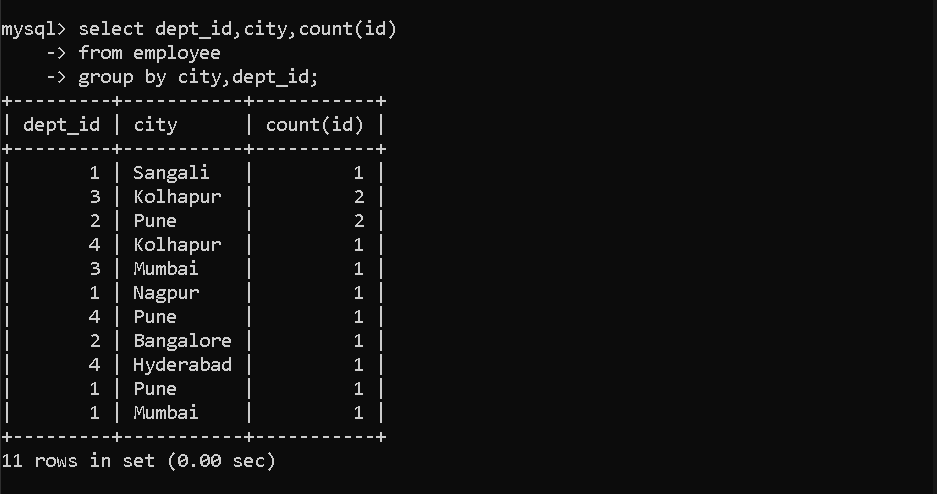 mysql> select dept_id,city,count(id)
    -> from employee
    -> group by city,dept_id;
+---------+-----------+-----------+
| dept_id | city      | count(id) |
+---------+-----------+-----------+
|       1 | Sangali   |         1 |
|       3 | Kolhapur  |         2 |
|       2 | Pune      |         2 |
|       4 | Kolhapur  |         1 |
|       3 | Mumbai    |         1 |
|       1 | Nagpur    |         1 |
|       4 | Pune      |         1 |
|       2 | Bangalore |         1 |
|       4 | Hyderabad |         1 |
|       1 | Pune      |         1 |
|       1 | Mumbai    |         1 |
+---------+-----------+-----------+
11 rows in set (0.00 sec)